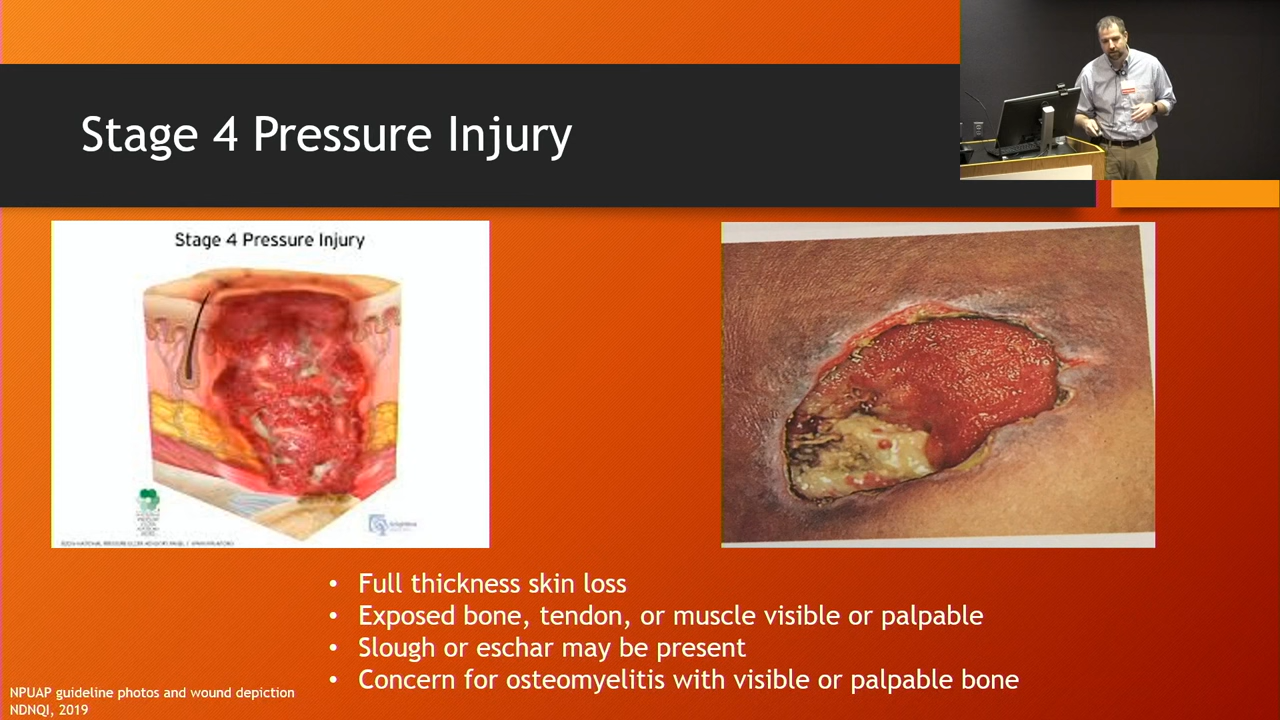 Stage 4 Pressure Injury
Stage 4 Pressure Injury
• Full thickness skin loss
• Exposed bone, tendon, or muscle visible or palpable
• Slough or eschar may be present
• Concern for osteomyelitis with visible or palpable bone
NPUAP guideline photos and wound depiction
NDNQI, 2019